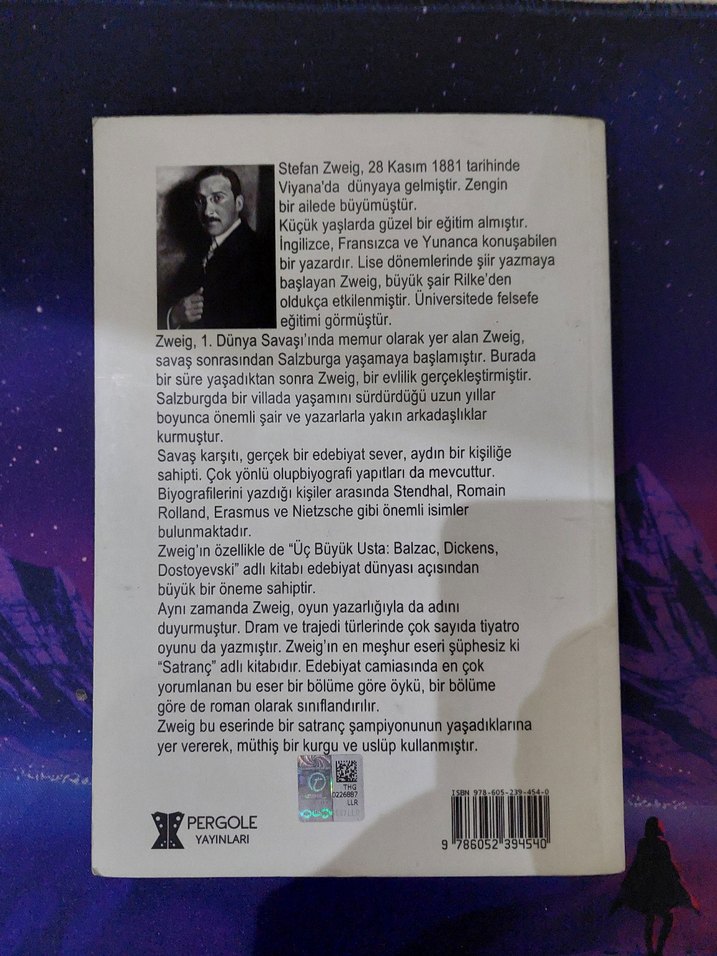 Stefan Zweig, 28 Kasım 1881 tarihinde
Viyana'da dünyaya gelmiştir. Zengin
bir ailede büyümüştür.
Küçük yaşlarda güzel bir eğitim almıştır.
İngilizce, Fransızca ve Yunanca konuşabilen
bir yazardır. Lise dönemlerinde şiir yazmaya
başlayan Zweig, büyük şair Rilke'den
oldukça etkilenmiştir. Üniversitede felsefe
eğitimi görmüştür.
Zweig, 1. Dünya Savaşı'ında memur olarak yer alan Zweig,
savaş sonrasından Salzburga yaşamaya başlamıştır. Burada
bir süre yaşadıktan sonra Zweig, bir evlilik gerçekleştirmiştir.
Salzburgda bir villada yaşamını sürdürdüğü uzun yıllar
boyunca önemli şair ve yazarlarla yakın arkadaşlıklar
kurmuştur.
Savaş karşıtı, gerçek bir edebiyat sever, aydın bir kişiliğe
sahipti. Çok yönlü olupbiyografi yapıtları da mevcuttur.
Biyografilerini yazdığı kişiler arasında Stendhal, Romain
Rolland, Erasmus ve Nietzsche gibi önemli isimler
bulunmaktadır.
Zweig'ın özellikle de "Üç Büyük Usta: Balzac, Dickens,
Dostoyevski" adlı kitabı edebiyat dünyası açısından
büyük bir öneme sahiptir.
Aynı zamanda Zweig, oyun yazarlığıyla da adını
duyurmuştur. Dram ve trajedi türlerinde çok sayıda tiyatro
oyunu da yazmıştır. Zweig'ın en meşhur eseri şüphesiz ki
"Satranç" adlı kitabıdır. Edebiyat camiasında en çok
yorumlanan bu eser bir bölüme göre öykü, bir bölüme
göre de roman olarak sınıflandırılır.
Zweig bu eserinde bir satranç şampiyonunun yaşadıklarına
yer vererek, müthiş bir kurgu ve uslüp kullanmıştır.
THG
0226887
LLR
PERGOLE
YAYINLARI
ISBN 978-605-239-454-0
9 786052 394540